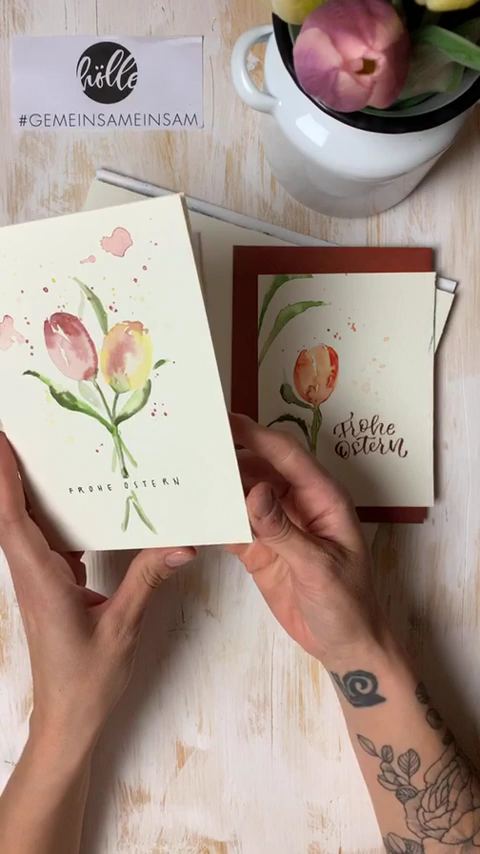 hölle
#GEMEINSAMEINSAM
FROHE OSTERN
Frohe
Ostern